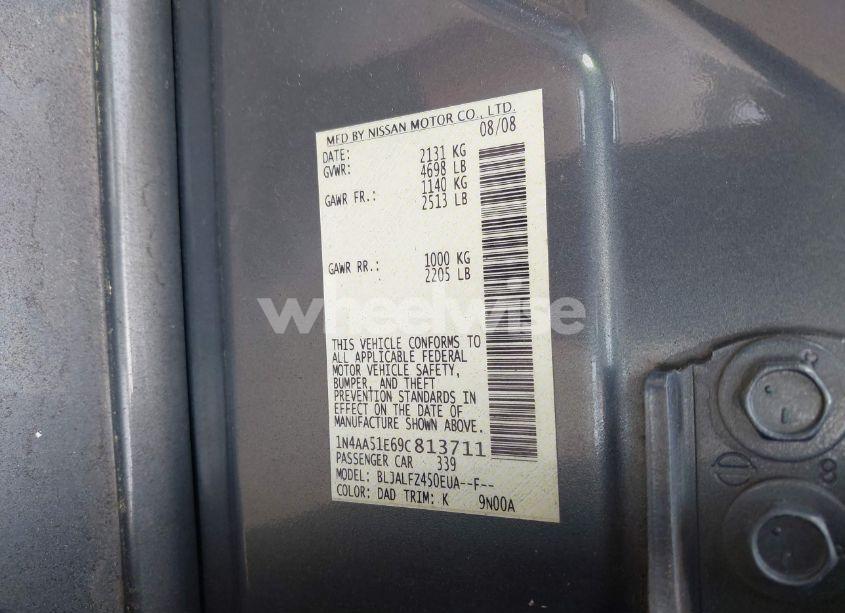 MFD BY NISSAN MOTOR CO., LTD.
DATE: 08/08
GVWR: 2131 KG
4698 LB
GAWR FR.: 1140 KG
2513 LB
GAWR RR.: 1000 KG
2205 LB
wheelwise
THIS VEHICLE CONFORMS TO
ALL APPLICABLE FEDERAL
MOTOR VEHICLE SAFETY,
BUMPER, AND THEFT
PREVENTION STANDARDS IN
EFFECT ON THE DATE OF
MANUFACTURE SHOWN ABOVE.
1N4AA51E69C813711
PASSENGER CAR 339
MODEL: BLJALFZ450EUA--F--
COLOR: DAD TRIM: K 9N00A
8